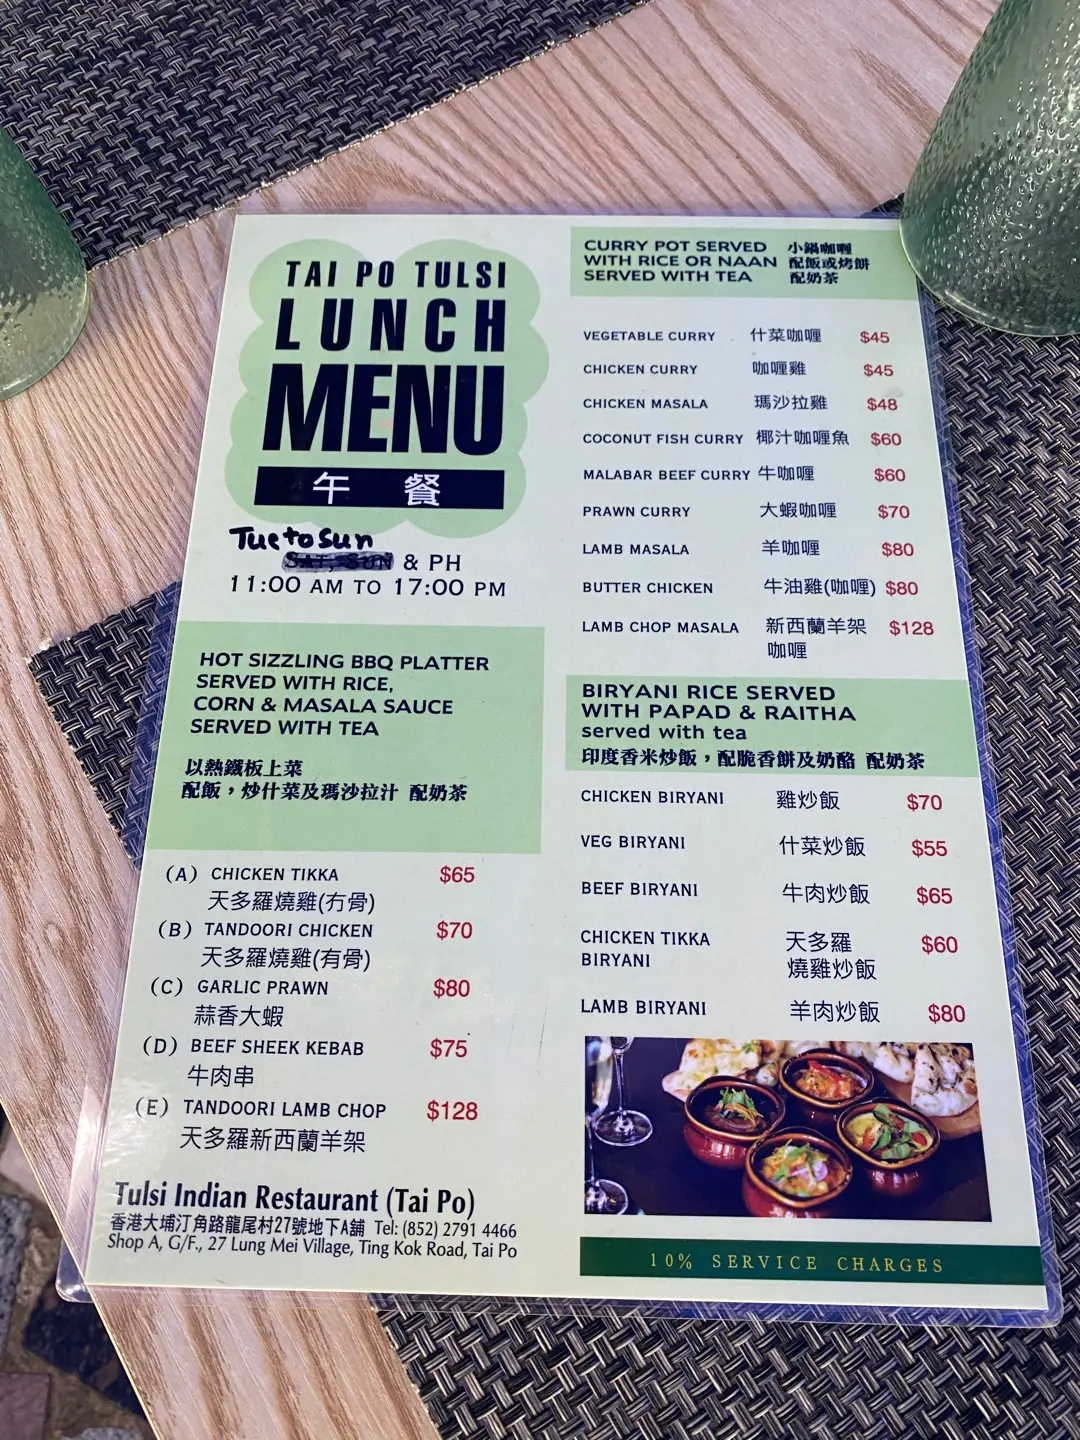 TAI PO TULSI
LUNCH
MENU
午 餐
Tue to Sun
SAT, SUN & PH
11:00 AM TO 17:00 PM
HOT SIZZLING BBQ PLATTER
SERVED WITH RICE,
CORN & MASALA SAUCE
SERVED WITH TEA
以熱鐵板上菜
配飯，炒什菜及瑪沙拉汁 配奶茶
(A) CHICKEN TIKKA $65
天多羅燒雞(冇骨)
(B) TANDOORI CHICKEN $70
天多羅燒雞(有骨)
(C) GARLIC PRAWN $80
蒜香大蝦
(D) BEEF SHEEK KEBAB $75
牛肉串
(E) TANDOORI LAMB CHOP $128
天多羅新西蘭羊架
Tulsi Indian Restaurant (Tai Po)
香港大埔汀角路龍尾村27號地下A舖 Tel: (852) 2791 4466
Shop A, G/F., 27 Lung Mei Village, Ting Kok Road, Tai Po
CURRY POT SERVED 小鍋咖喱
WITH RICE OR NAAN 配飯或烤餅
SERVED WITH TEA 配奶茶
VEGETABLE CURRY 什菜咖喱 $45
CHICKEN CURRY 咖喱雞 $45
CHICKEN MASALA 瑪沙拉雞 $48
COCONUT FISH CURRY 椰汁咖喱魚 $60
MALABAR BEEF CURRY 牛咖喱 $60
PRAWN CURRY 大蝦咖喱 $70
LAMB MASALA 羊咖喱 $80
BUTTER CHICKEN 牛油雞(咖喱) $80
LAMB CHOP MASALA 新西蘭羊架 $128
咖喱
BIRYANI RICE SERVED
WITH PAPAD & RAITHA
served with tea
印度香米炒飯，配脆香餅及奶酪 配奶茶
CHICKEN BIRYANI 雞炒飯 $70
VEG BIRYANI 什菜炒飯 $55
BEEF BIRYANI 牛肉炒飯 $65
CHICKEN TIKKA 天多羅 $60
BIRYANI 燒雞炒飯
LAMB BIRYANI 羊肉炒飯 $80
10% SERVICE CHARGES